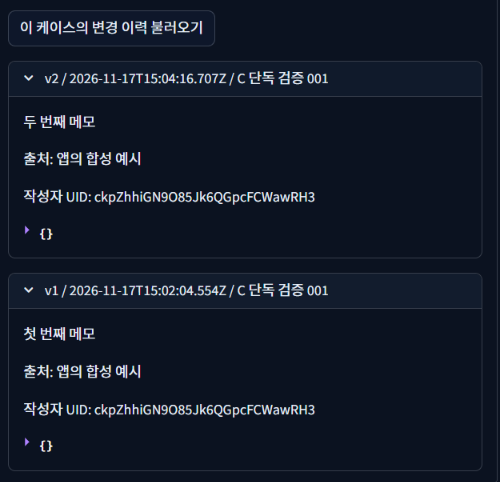 이 케이스의 변경 이력 불러오기
v2 / 2026-11-17T15:04:16.707Z / C 단독 검증 001
두 번째 메모
출처: 앱의 합성 예시
작성자 UID: ckpZhhiGN9O85Jk6QGpcFCWawRH3
{}
v1 / 2026-11-17T15:02:04.554Z / C 단독 검증 001
첫 번째 메모
출처: 앱의 합성 예시
작성자 UID: ckpZhhiGN9O85Jk6QGpcFCWawRH3
{}